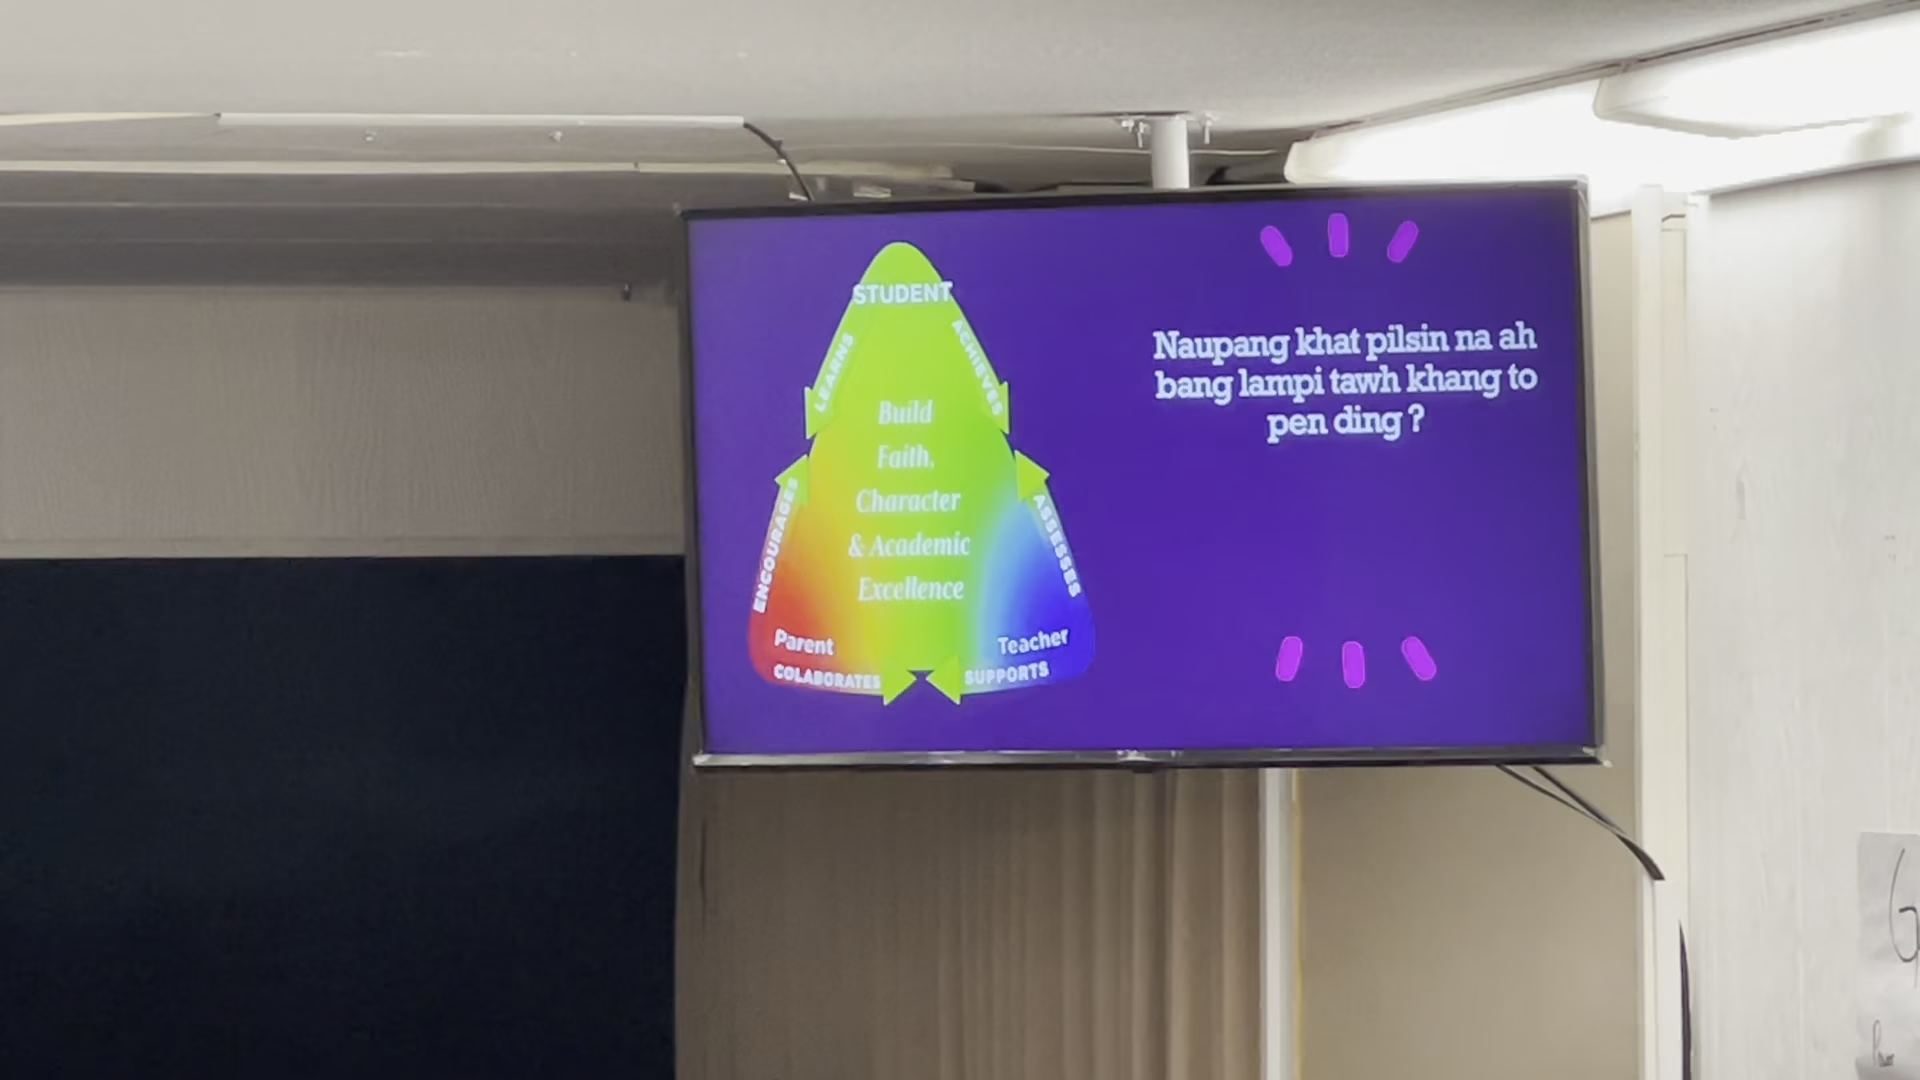 STUDENT
LEARNS
ACHIEVES
Build
Faith,
Character
& Academic
Excellence
ENCOURAGES
ASSESSES
Parent
Teacher
COLABORATES
SUPPORTS
Naupang khat pilsin na ah
bang lampi tawh khang to
pen ding ?